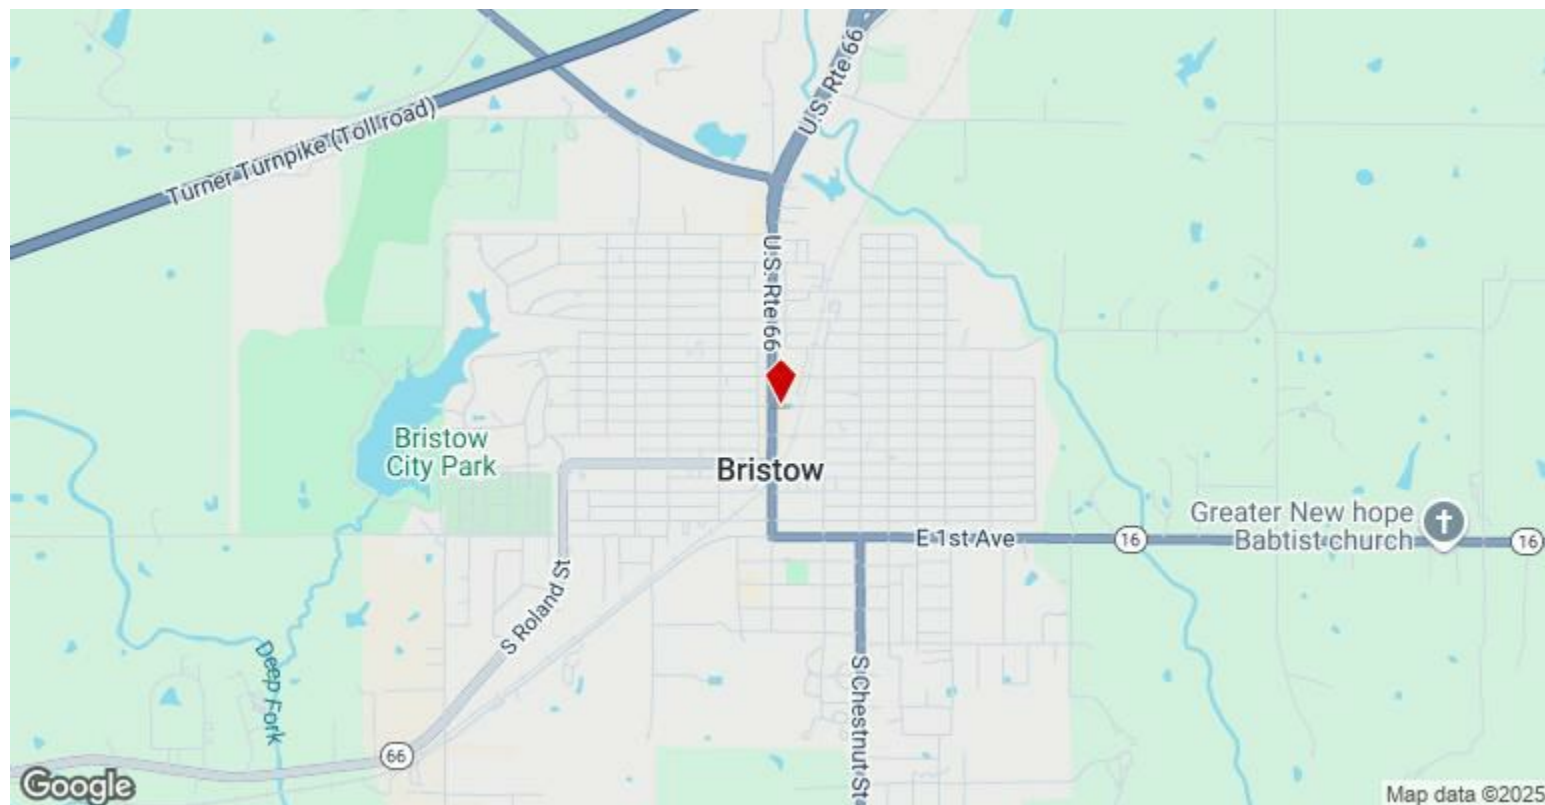 U.S. Rte 66
Turner Turnpike (Toll road)
U.S. Rte 66
Bristow
City Park
Bristow
Greater New hope
Babtist church
E 1st Ave
16
16
S Roland St
Deep Fork
S Chestnut St
66
Google
Map data ©2025